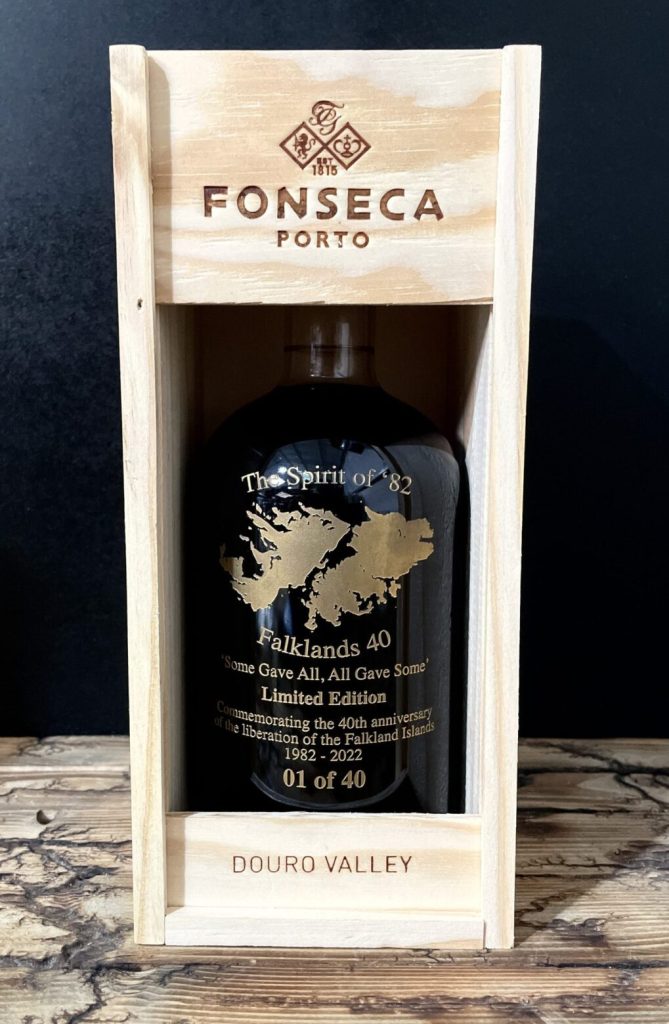 EST
1815
FONSECA
PORTO
The Spirit of '82
Falklands 40
'Some Gave All, All Gave Some'
Limited Edition
Commemorating the 40th anniversary
of the liberation of the Falkland Islands
1982 - 2022
01 of 40
DOURO VALLEY